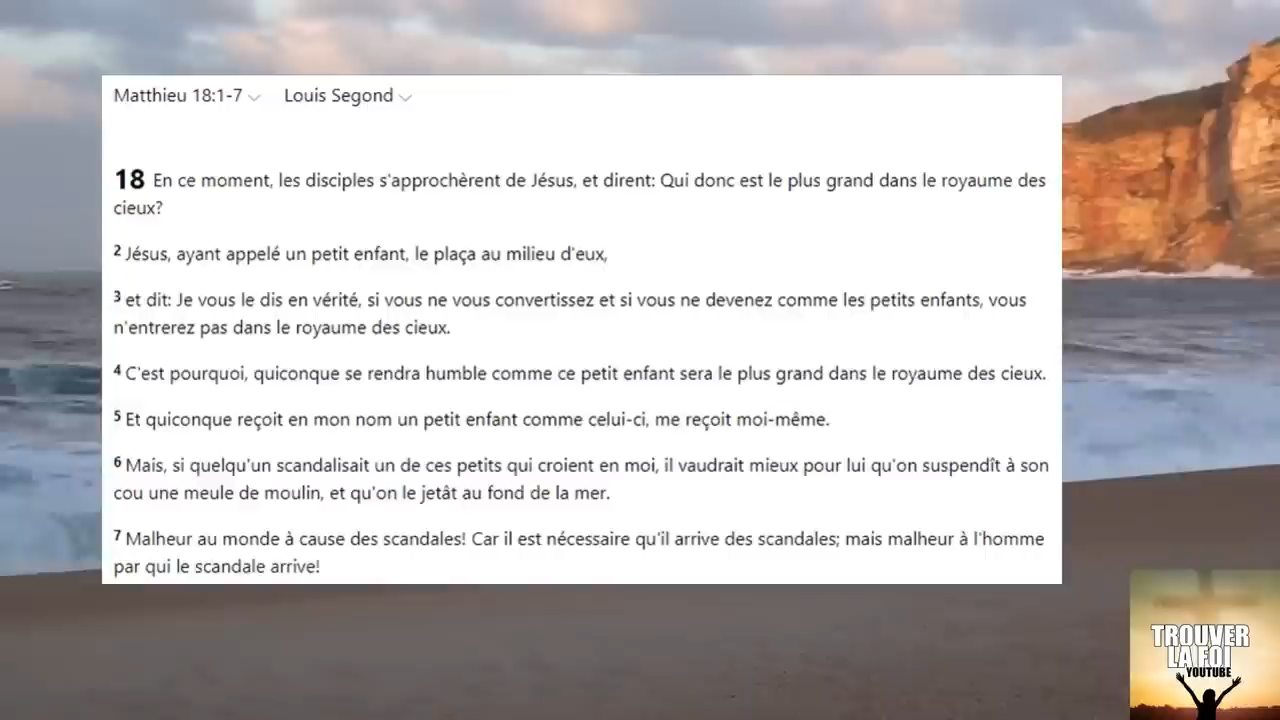 Matthieu 18:1-7 Louis Segond
18 En ce moment, les disciples s'approchèrent de Jésus, et dirent: Qui donc est le plus grand dans le royaume des
cieux?
2 Jésus, ayant appelé un petit enfant, le plaça au milieu d'eux,
3 et dit: Je vous le dis en vérité, si vous ne vous convertissez et si vous ne devenez comme les petits enfants, vous
n'entrerez pas dans le royaume des cieux.
4 C'est pourquoi, quiconque se rendra humble comme ce petit enfant sera le plus grand dans le royaume des cieux.
5 Et quiconque reçoit en mon nom un petit enfant comme celui-ci, me reçoit moi-même.
6 Mais, si quelqu'un scandalisait un de ces petits qui croient en moi, il vaudrait mieux pour lui qu'on suspendît à son
cou une meule de moulin, et qu'on le jetât au fond de la mer.
7 Malheur au monde à cause des scandales! Car il est nécessaire qu'il arrive des scandales; mais malheur à l'homme
par qui le scandale arrive!
TROUVER
LA FOI
YOUTUBE